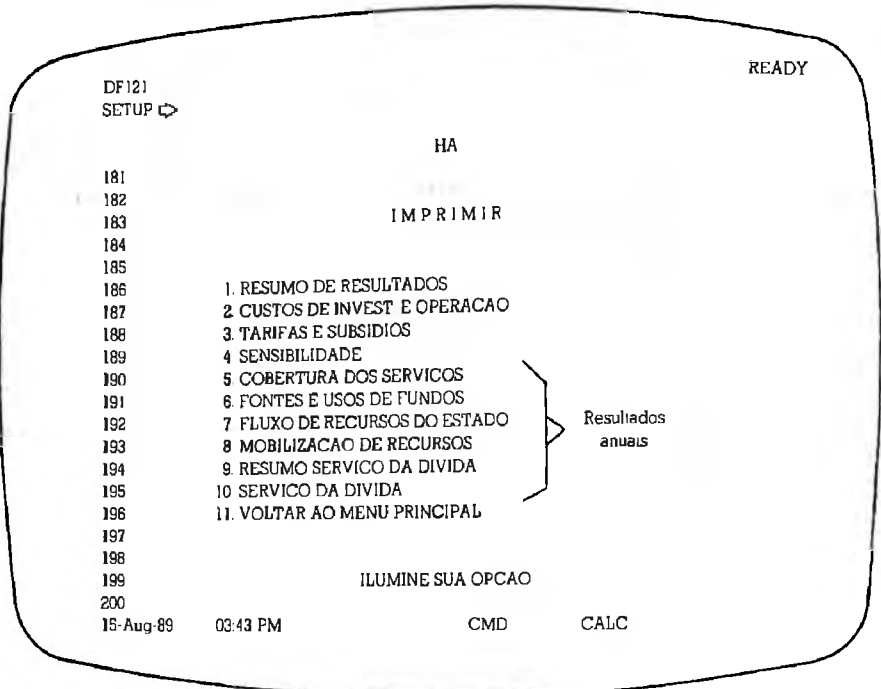 READY
DF121
SETUP
HA
181
182
183 IMPRIMIR
184
185
186 1. RESUMO DE RESULTADOS
187 2 CUSTOS DE INVEST E OPERACAO
188 3. TARIFAS E SUBSIDIOS
189 4 SENSIBILIDADE
190 5 COBERTURA DOS SERVICOS
191 6. FONTES E USOS DE FUNDOS
192 7 FLUXO DE RECURSOS DO ESTADO Resultados
193 8 MOBILIZACAO DE RECURSOS anuais
194 9. RESUMO SERVICO DA DIVIDA
195 10 SERVICO DA DIVIDA
196 11. VOLTAR AO MENU PRINCIPAL
197
198
199 ILUMINE SUA OPCAO
200
15-Aug-89 03:43 PM CMD CALC